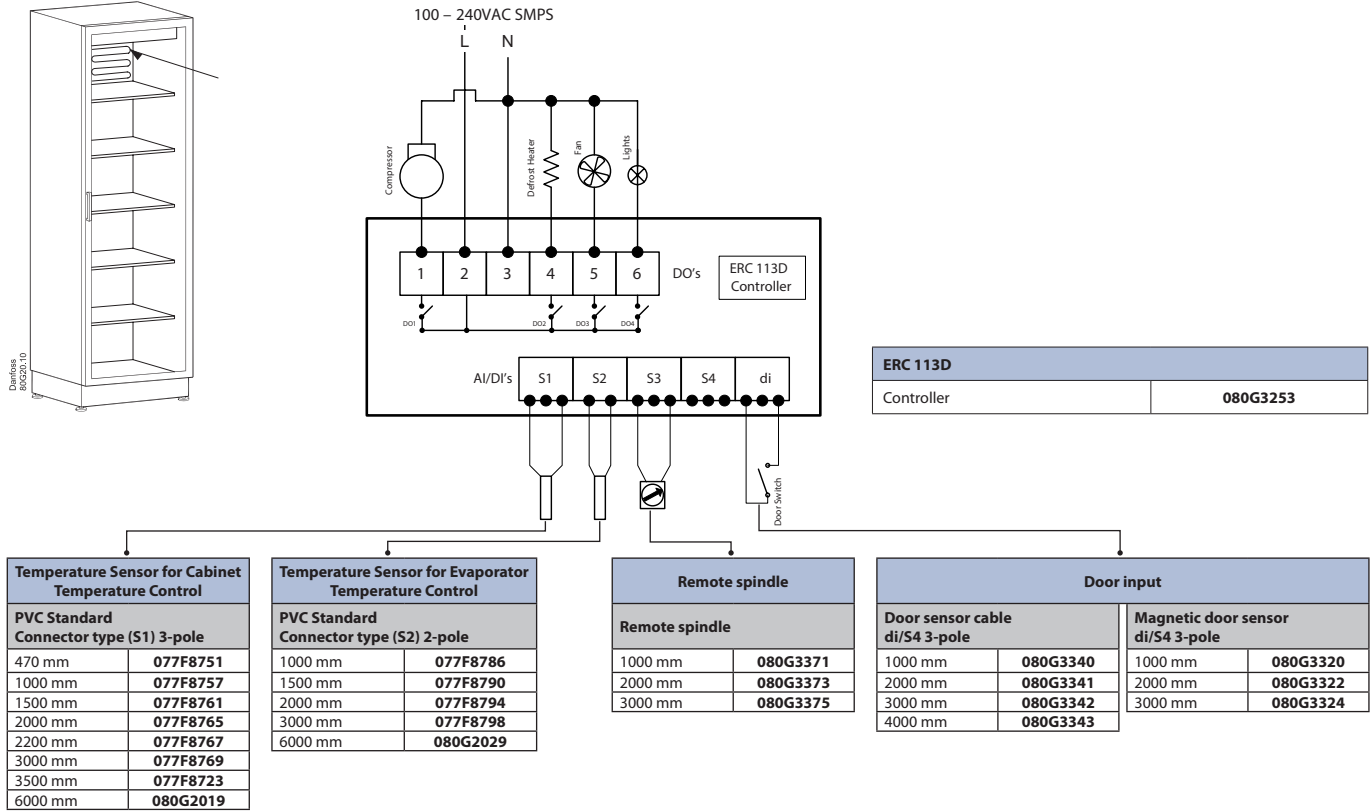 100 – 240VAC SMPS
L N
Compressor
Defrost Heater
Fan
Lights
1 2 3 4 5 6 DO's
ERC 113D
Controller
DO1 DO2 DO3 DO4
AI/DI's S1 S2 S3 S4 di
Door Switch
Danfoss
80G20.10
ERC 113D
Controller 080G3253
Temperature Sensor for Cabinet
Temperature Control
PVC Standard
Connector type (S1) 3-pole
470 mm 077F8751
1000 mm 077F8757
1500 mm 077F8761
2000 mm 077F8765
2200 mm 077F8767
3000 mm 077F8769
3500 mm 077F8723
6000 mm 080G2019
Temperature Sensor for Evaporator
Temperature Control
PVC Standard
Connector type (S2) 2-pole
1000 mm 077F8786
1500 mm 077F8790
2000 mm 077F8794
3000 mm 077F8798
6000 mm 080G2029
Remote spindle
Remote spindle
1000 mm 080G3371
2000 mm 080G3373
3000 mm 080G3375
Door input
Door sensor cable
di/S4 3-pole
1000 mm 080G3340
2000 mm 080G3341
3000 mm 080G3342
4000 mm 080G3343
Magnetic door sensor
di/S4 3-pole
1000 mm 080G3320
2000 mm 080G3322
3000 mm 080G3324